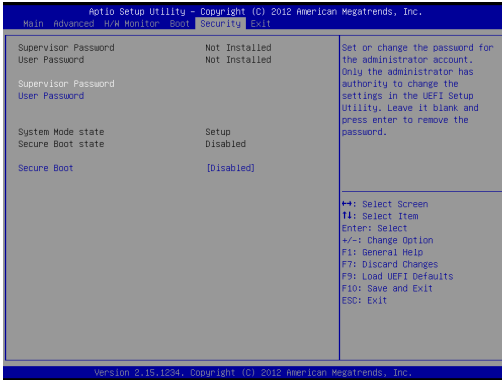 Aptio Setup Utility – Copyright (C) 2012 American Megatrends, Inc.
Main Advanced H/W Monitor Boot Security Exit
Supervisor Password Not Installed
User Password Not Installed
Supervisor Password
User Password
System Mode state Setup
Secure Boot state Disabled
Secure Boot [Disabled]
Set or change the password for
the administrator account.
Only the administrator has
authority to change the
settings in the UEFI Setup
Utility. Leave it blank and
press enter to remove the
password.
↔: Select Screen
↑↓: Select Item
Enter: Select
+/-: Change Option
F1: General Help
F7: Discard Changes
F9: Load UEFI Defaults
F10: Save and Exit
ESC: Exit
Version 2.15.1234. Copyright (C) 2012 American Megatrends, Inc.